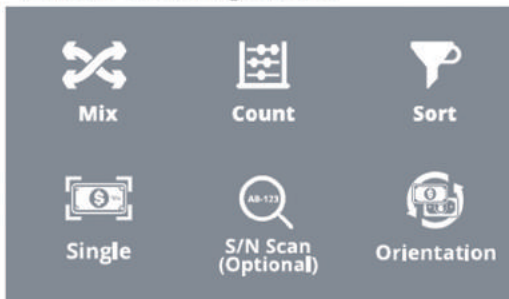 Mix
Count
Sort
AB-123
Single
S/N Scan
(Optional)
Orientation